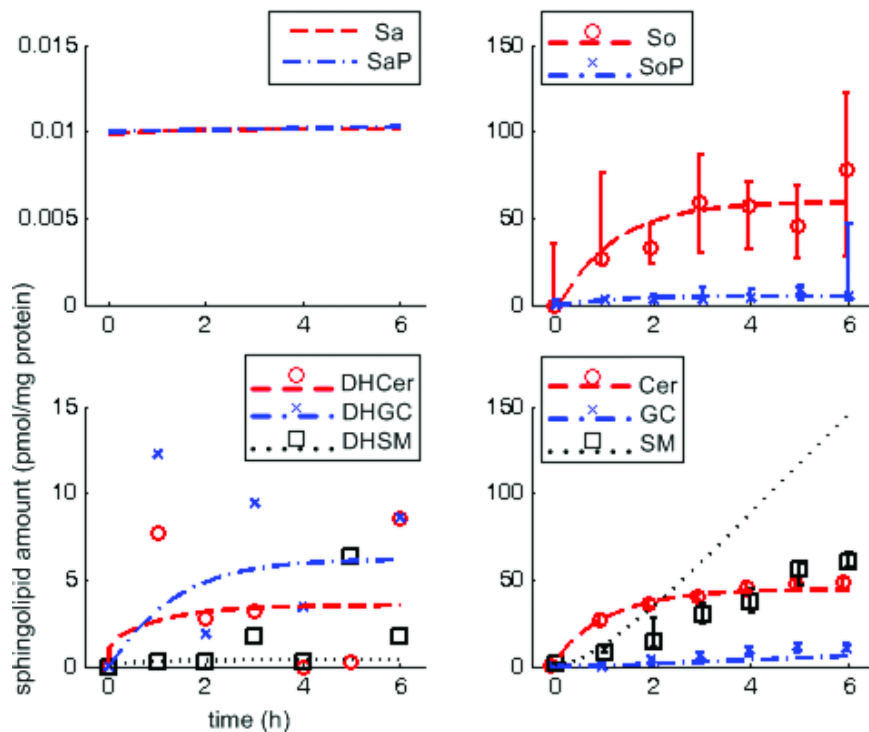 Sa
SaP
0.015
0.01
0.005
0
0 2 4 6
So
SoP
150
100
50
0
0 2 4 6
sphingolipid amount (pmol/mg protein)
DHCer
DHGC
DHSM
15
10
5
0
0 2 4 6
time (h)
Cer
GC
SM
150
100
50
0
0 2 4 6